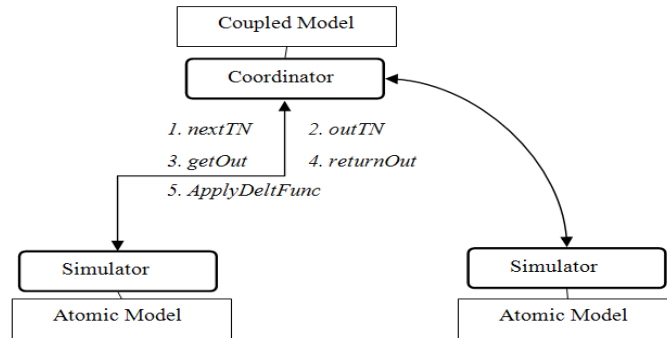 Coupled Model
Coordinator
1. nextTN 2. outTN
3. getOut 4. returnOut
5. ApplyDeltFunc
Simulator Simulator
Atomic Model Atomic Model